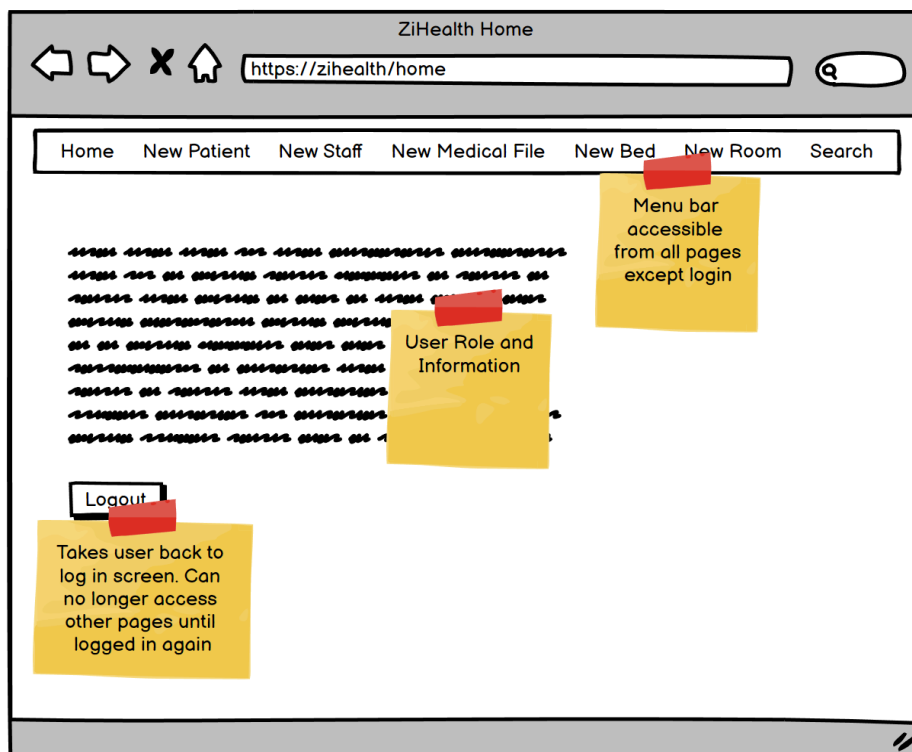 ZiHealth Home
https://zihealth/home
Home New Patient New Staff New Medical File New Bed New Room Search
Menu bar
accessible
from all pages
except login
User Role and
Information
Logout
Takes user back to
log in screen. Can
no longer access
other pages until
logged in again